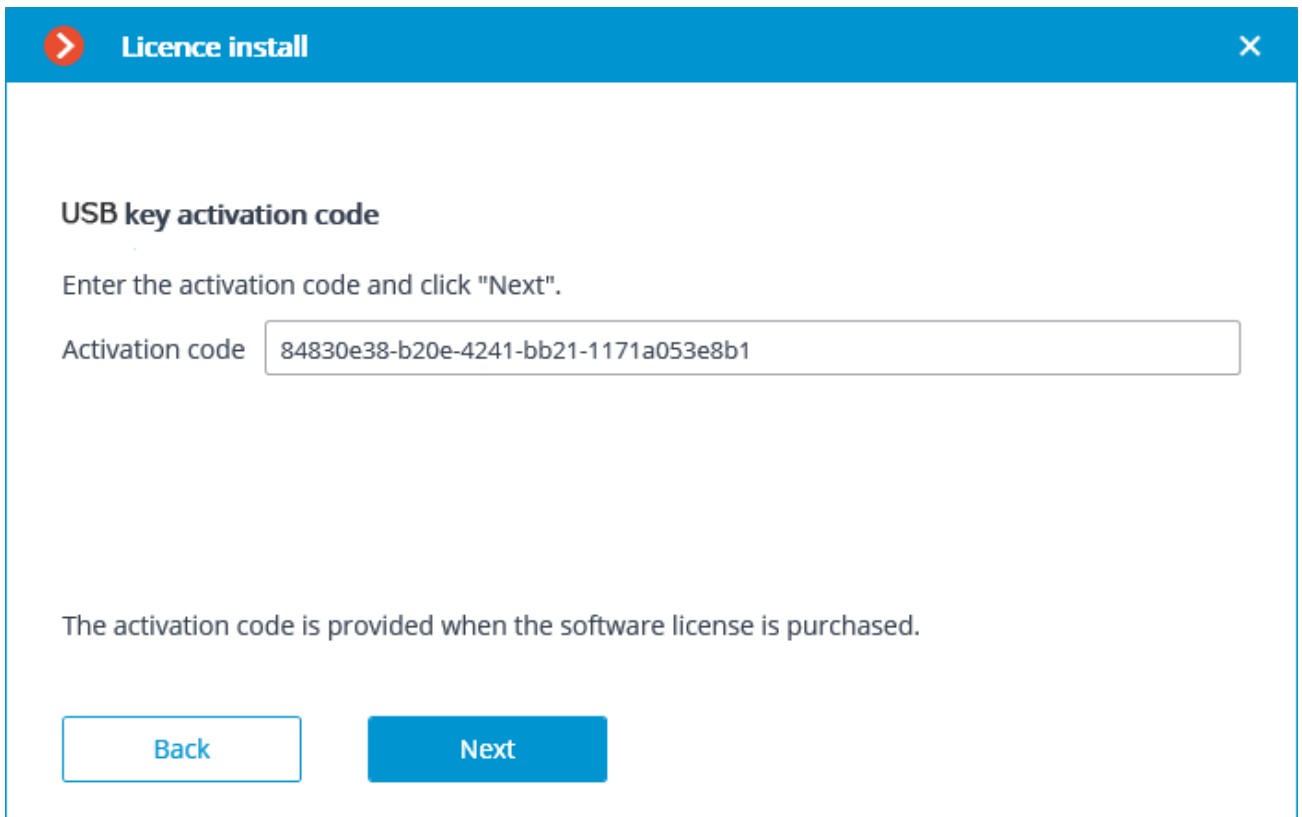 Licence install
USB key activation code
Enter the activation code and click "Next".
Activation code 84830e38-b20e-4241-bb21-1171a053e8b1
The activation code is provided when the software license is purchased.
Back Next